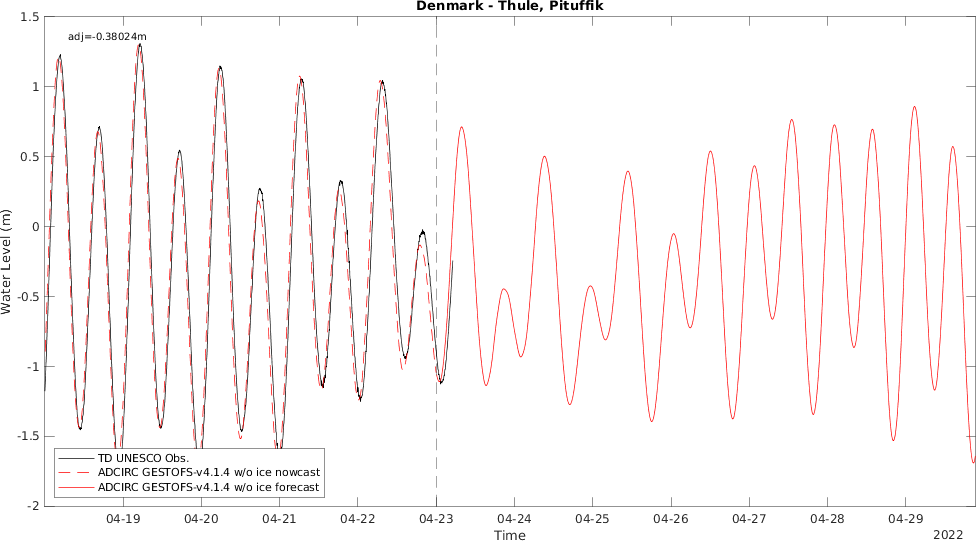 Denmark - Thule, Pituffik
adj=-0.38024m
Water Level (m)
1.5
1
0.5
0
-0.5
-1
-1.5
-2
TD UNESCO Obs.
ADCIRC GESTOFS-v4.1.4 w/o ice nowcast
ADCIRC GESTOFS-v4.1.4 w/o ice forecast
04-19 04-20 04-21 04-22 04-23 04-24 04-25 04-26 04-27 04-28 04-29
Time
2022